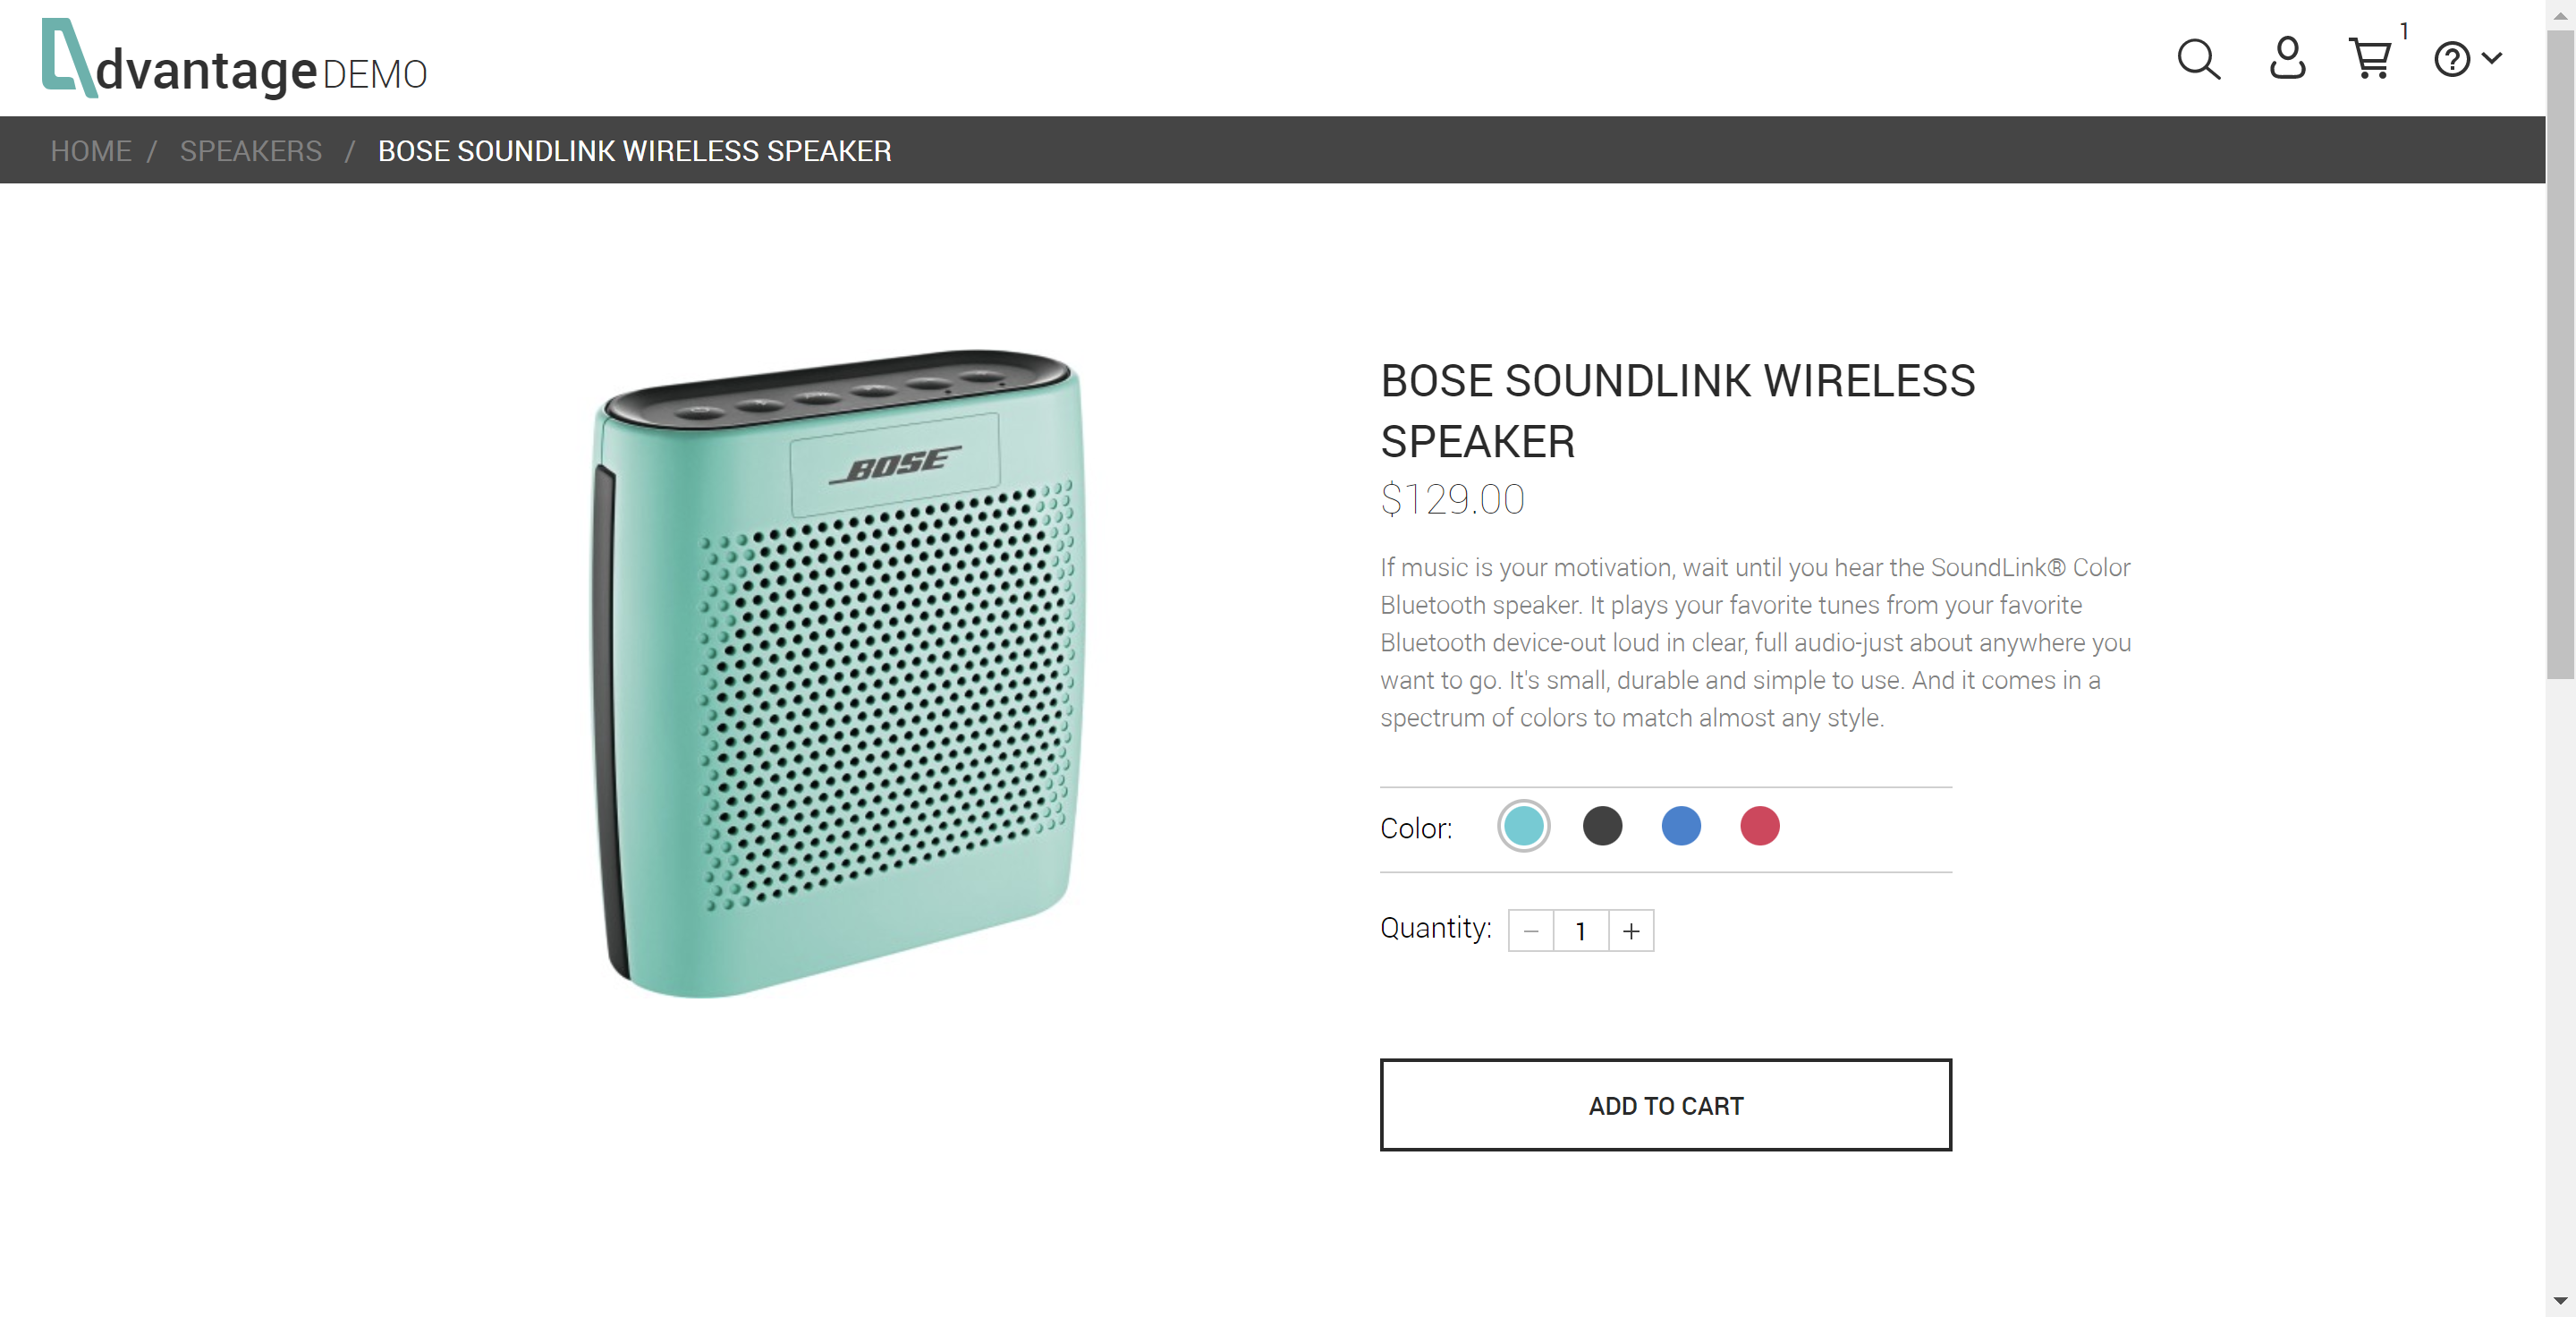 dvantage DEMO
1
HOME / SPEAKERS / BOSE SOUNDLINK WIRELESS SPEAKER
BOSE
BOSE SOUNDLINK WIRELESS
SPEAKER
$129.00
If music is your motivation, wait until you hear the SoundLink® Color
Bluetooth speaker. It plays your favorite tunes from your favorite
Bluetooth device-out loud in clear, full audio-just about anywhere you
want to go. It's small, durable and simple to use. And it comes in a
spectrum of colors to match almost any style.
Color:
Quantity: − 1 +
ADD TO CART